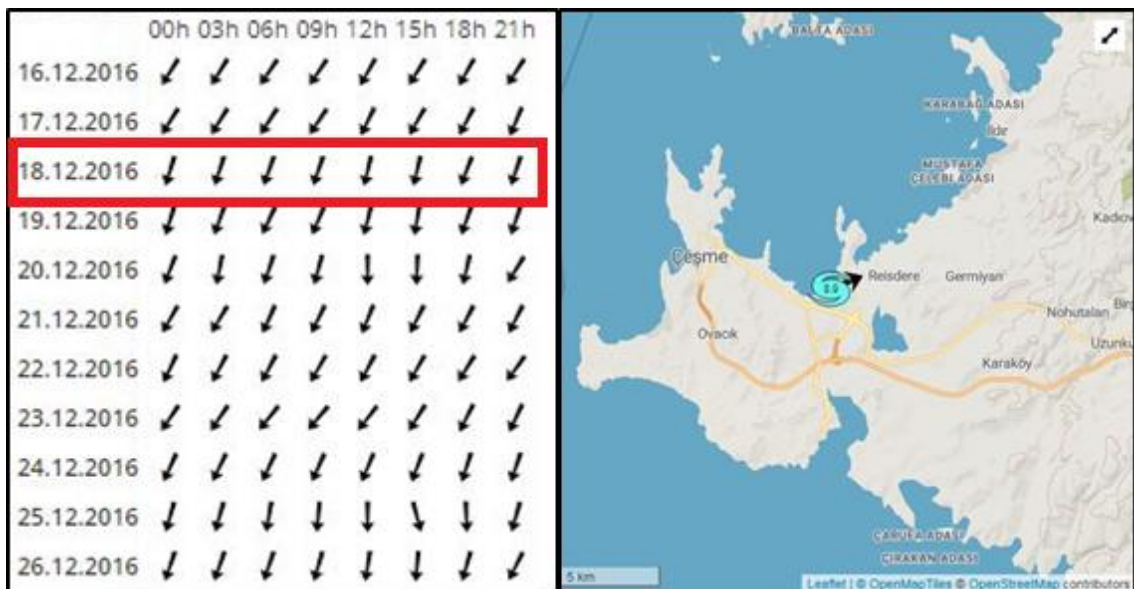 00h 03h 06h 09h 12h 15h 18h 21h
16.12.2016
17.12.2016
18.12.2016
19.12.2016
20.12.2016
21.12.2016
22.12.2016
23.12.2016
24.12.2016
25.12.2016
26.12.2016
ADASI
KARABAĞ ADASI
Ildır
MUSTAFA
ÇELEBİ ADASI
Kadıov
Çeşme
Reisdere
Germiyan
Nohutalan
Birg
Ovacık
Uzunku
Karaköy
ADASI
ÇIRAKAN ADASI
5 km
Leaflet | © OpenMapTiles © OpenStreetMap contributors